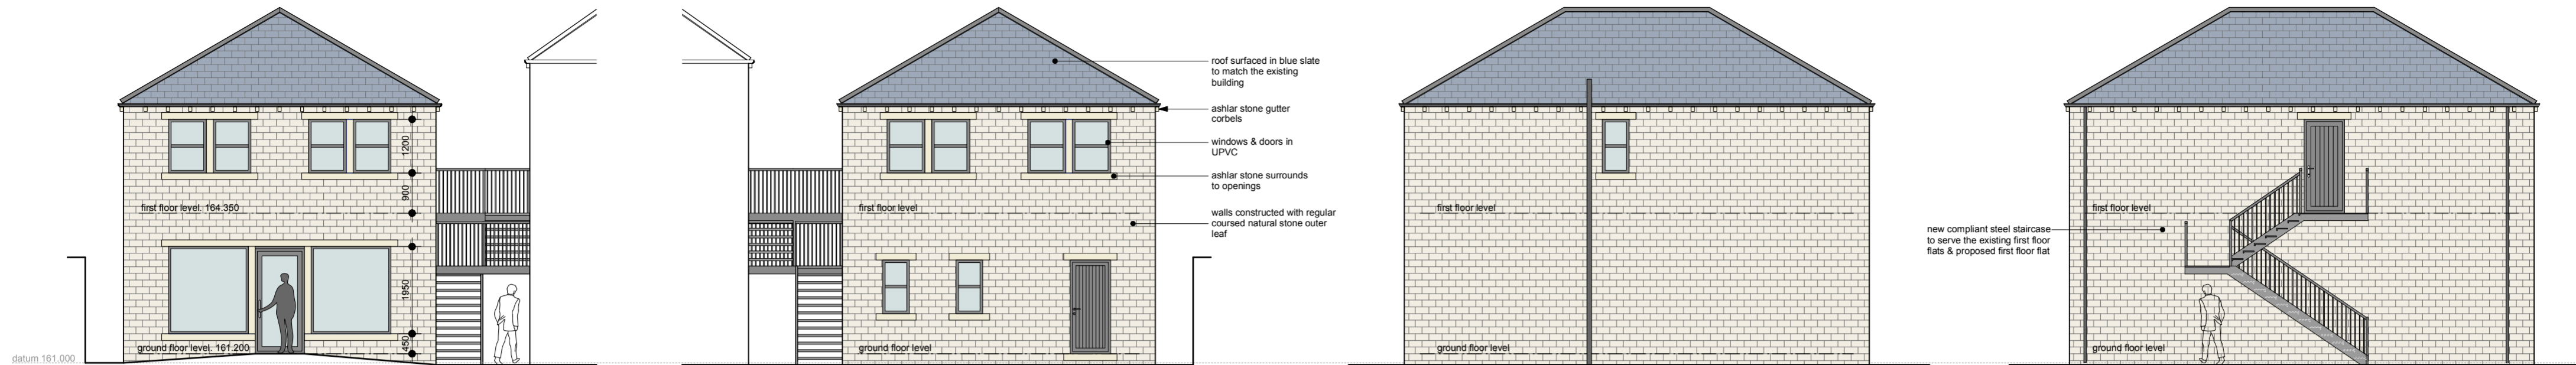 roof surfaced in blue slate
to match the existing
building
ashlar stone gutter
corbels
windows & doors in
UPVC
ashlar stone surrounds
to openings
walls constructed with regular
coursed natural stone outer
leaf
1200
900
1950
450
first floor level. 164.350
ground floor level. 161.200
datum 161.000
first floor level
ground floor level
first floor level
ground floor level
new compliant steel staircase
to serve the existing first floor
flats & proposed first floor flat
first floor level
ground floor level